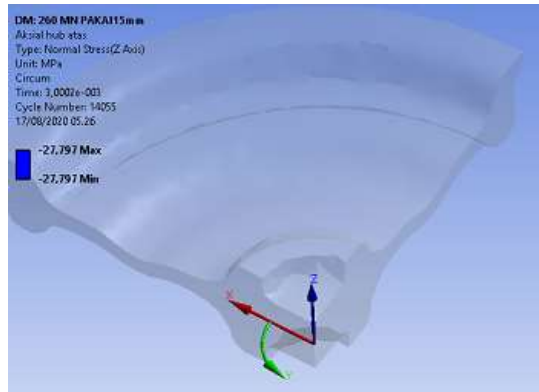 DM: 260 MN PAKAI15mm
Aksial hub atas
Type: Normal Stress(Z Axis)
Unit: MPa
Circum
Time: 3,0002e-003
Cycle Number: 14055
17/08/2020 05.26
-27,797 Max
-27,797 Min
Z
X
Y